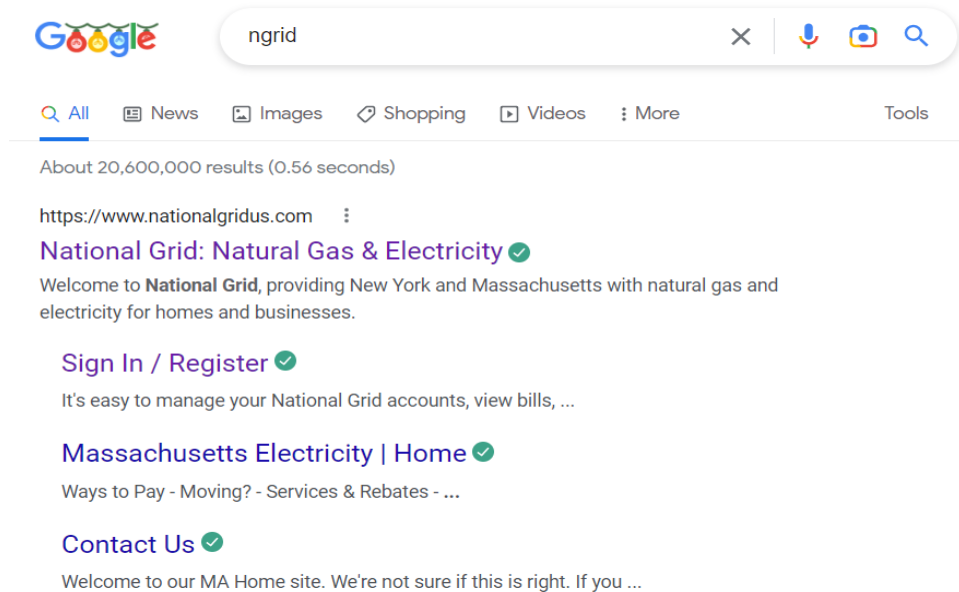 Google
ngrid
All News Images Shopping Videos More Tools
About 20,600,000 results (0.56 seconds)
https://www.nationalgridus.com
National Grid: Natural Gas & Electricity
Welcome to National Grid, providing New York and Massachusetts with natural gas and
electricity for homes and businesses.
Sign In / Register
It's easy to manage your National Grid accounts, view bills, ...
Massachusetts Electricity | Home
Ways to Pay - Moving? - Services & Rebates - ...
Contact Us
Welcome to our MA Home site. We're not sure if this is right. If you ...